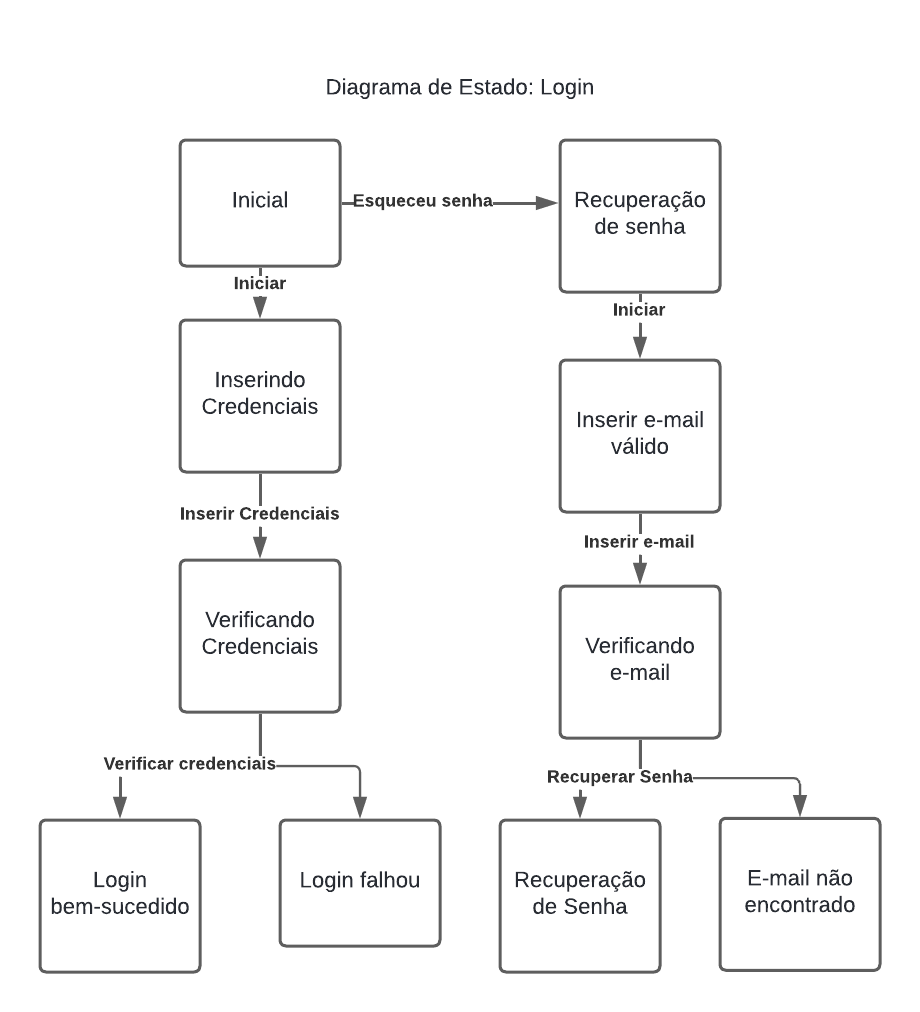 Diagrama de Estado: Login
Inicial
Esqueceu senha
Recuperação
de senha
Iniciar
Iniciar
Inserindo
Credenciais
Inserir e-mail
válido
Inserir Credenciais
Inserir e-mail
Verificando
Credenciais
Verificando
e-mail
Verificar credenciais
Recuperar Senha
Login
bem-sucedido
Login falhou
Recuperação
de Senha
E-mail não
encontrado